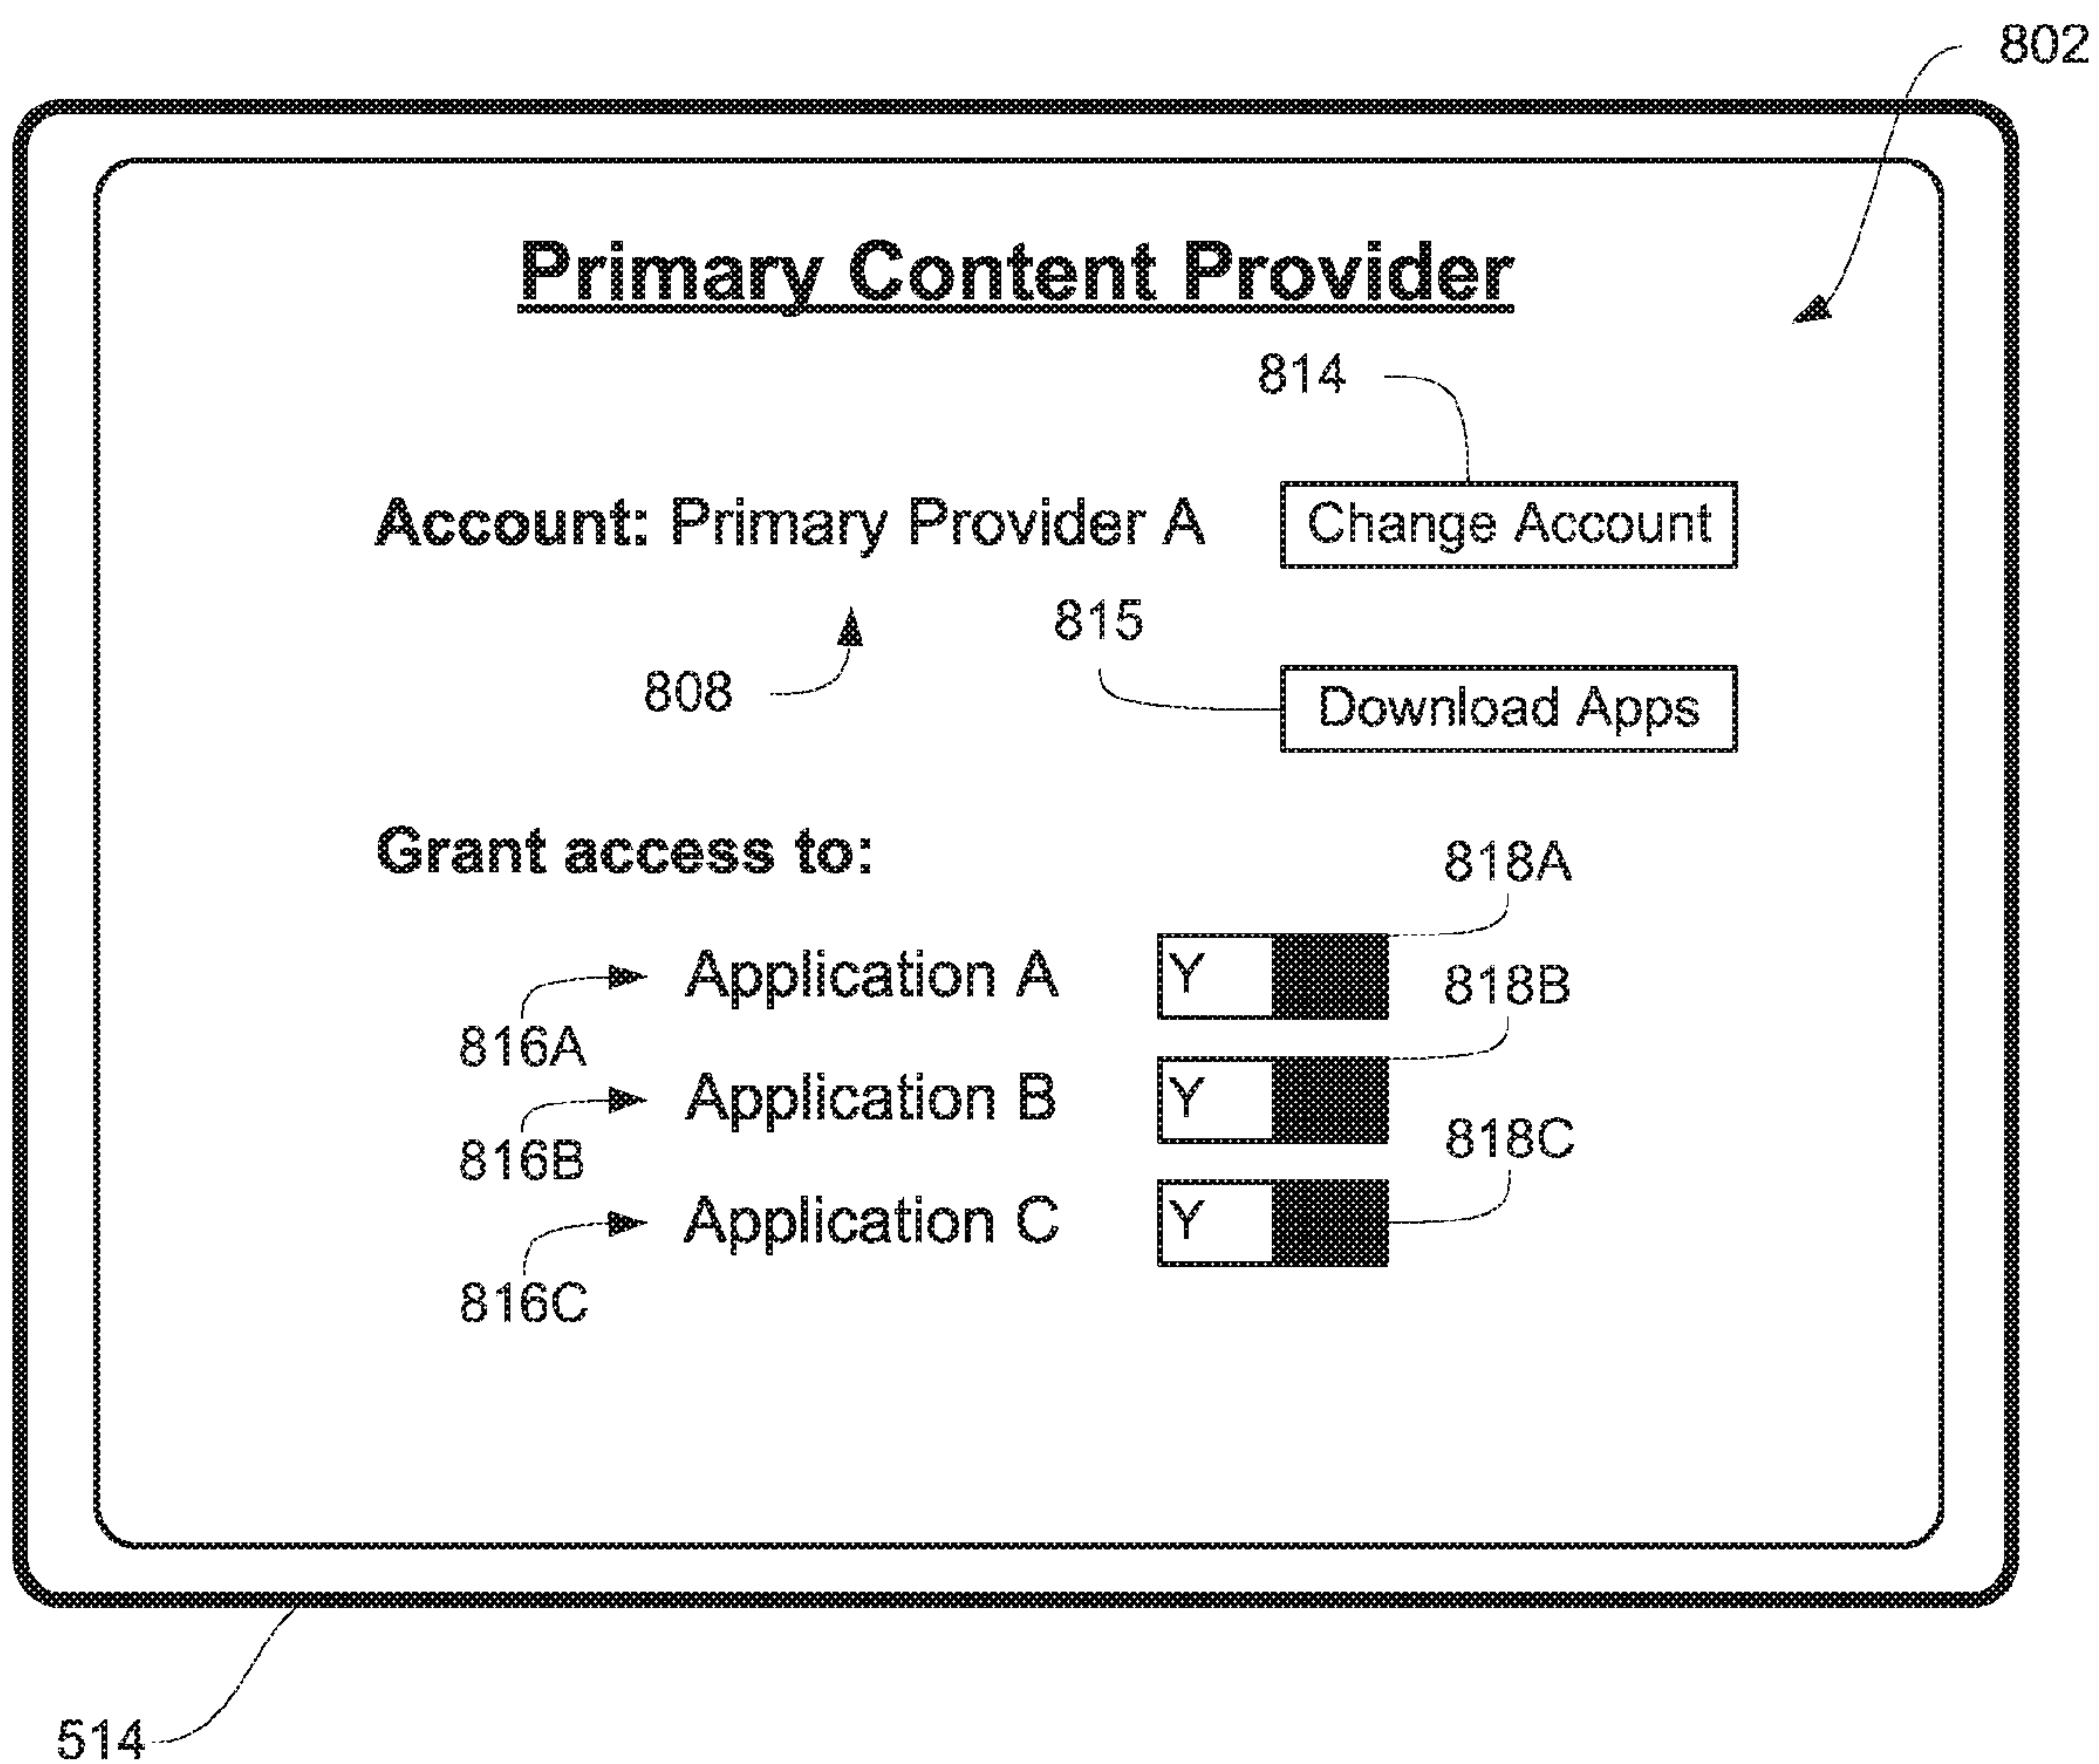 802
Primary Content Provider
814
Account: Primary Provider A
Change Account
815
808
Download Apps
Grant access to:
818A
Application A
Y
816A
818B
Application B
Y
816B
818C
Application C
Y
816C
514